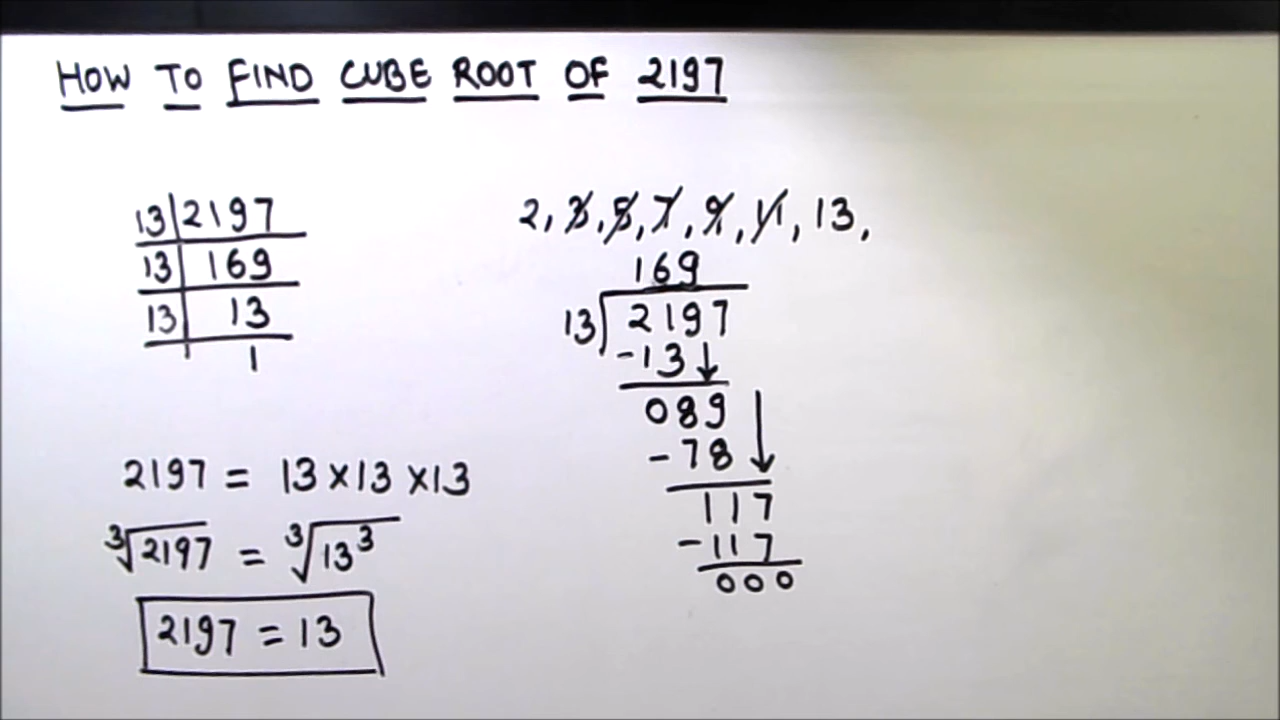 HOW TO FIND CUBE ROOT OF 2197
13 | 2197
13 | 169
13 | 13
1
2197 = 13 × 13 × 13
∛2197 = ∛13³
2197 = 13
2, 3, 5, 7, 9, 11, 13,
169
13 ) 2197
-13 ↓
089
-78 ↓
117
-117
000